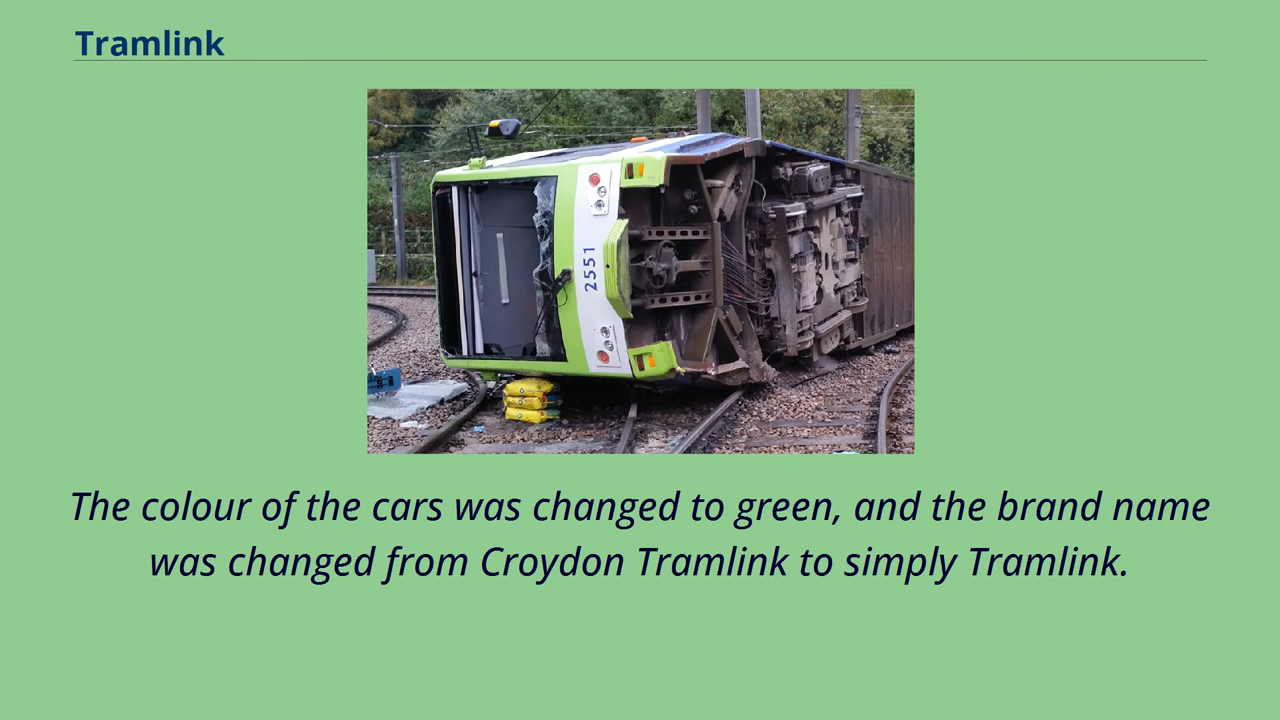 Tramlink
2551
The colour of the cars was changed to green, and the brand name
was changed from Croydon Tramlink to simply Tramlink.